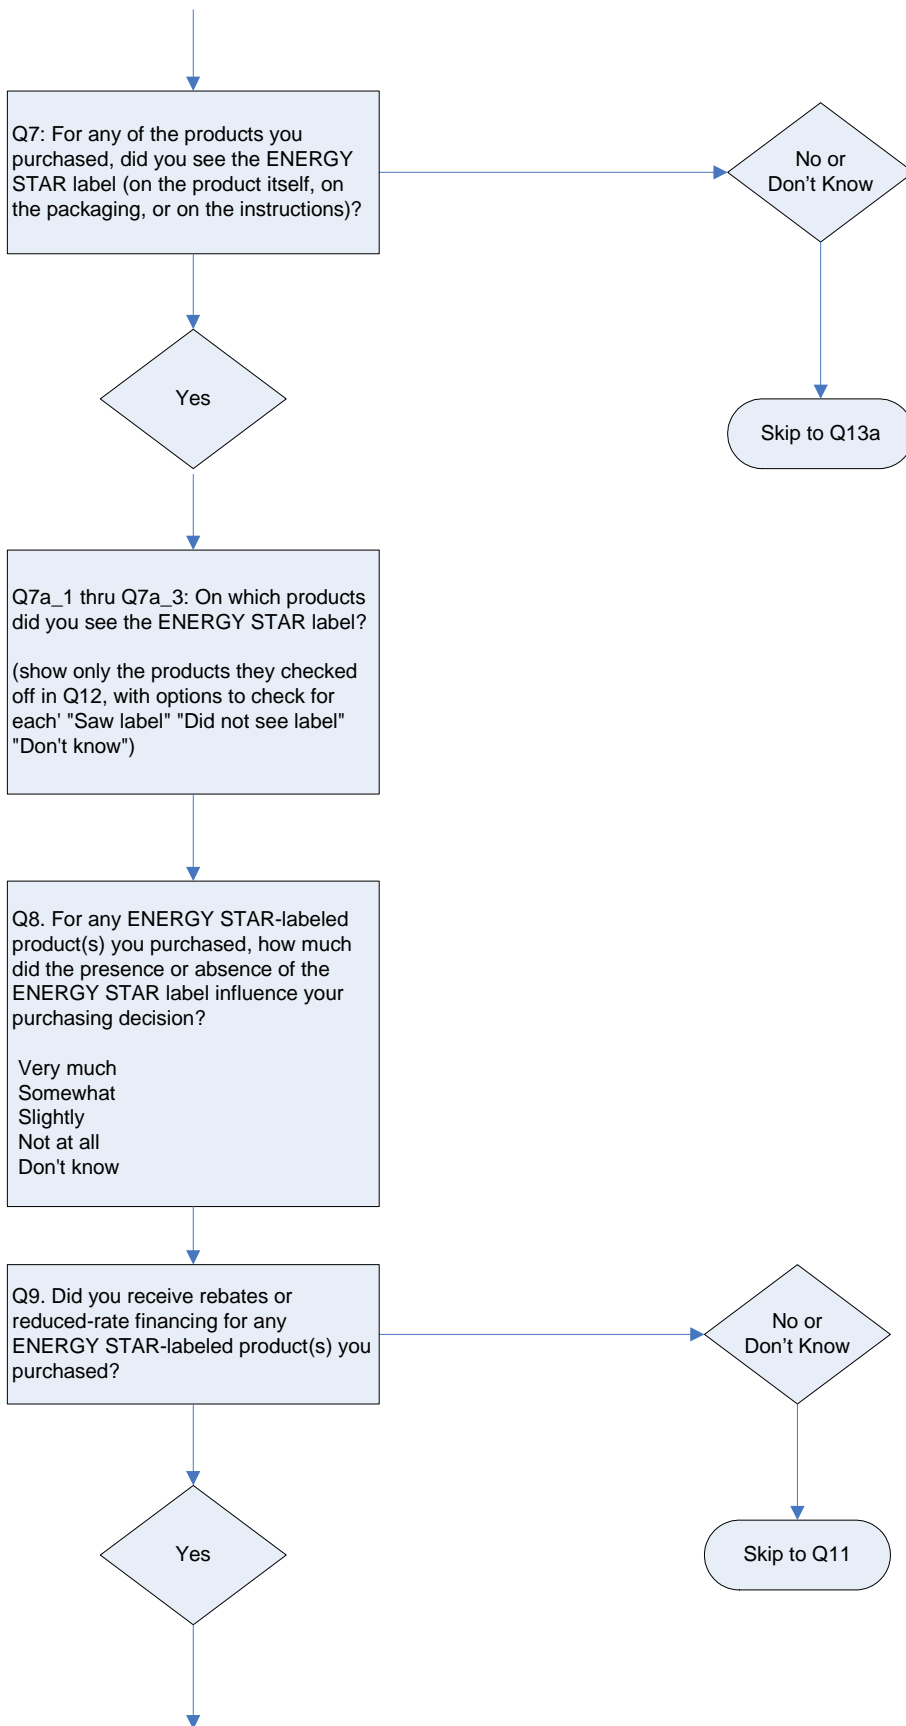 Q7: For any of the products you
purchased, did you see the ENERGY
STAR label (on the product itself, on
the packaging, or on the instructions)?
No or
Don't Know
Yes
Skip to Q13a
Q7a_1 thru Q7a_3: On which products
did you see the ENERGY STAR label?
(show only the products they checked
off in Q12, with options to check for
each' "Saw label" "Did not see label"
"Don't know")
Q8. For any ENERGY STAR-labeled
product(s) you purchased, how much
did the presence or absence of the
ENERGY STAR label influence your
purchasing decision?
Very much
Somewhat
Slightly
Not at all
Don't know
Q9. Did you receive rebates or
reduced-rate financing for any
ENERGY STAR-labeled product(s) you
purchased?
No or
Don't Know
Yes
Skip to Q11